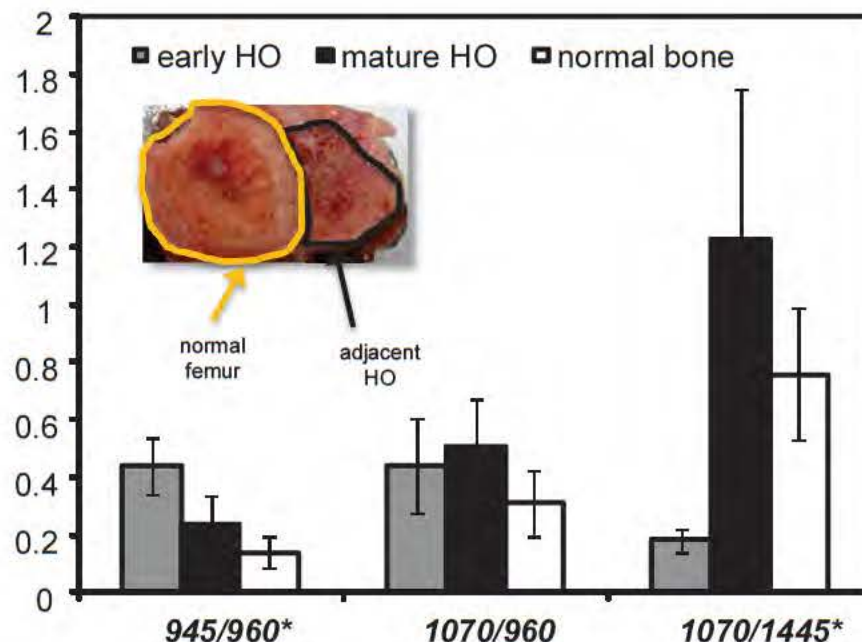 2
1.8
1.6
1.4
1.2
1
0.8
0.6
0.4
0.2
0
early HO mature HO normal bone
normal
femur
adjacent
HO
945/960* 1070/960 1070/1445*